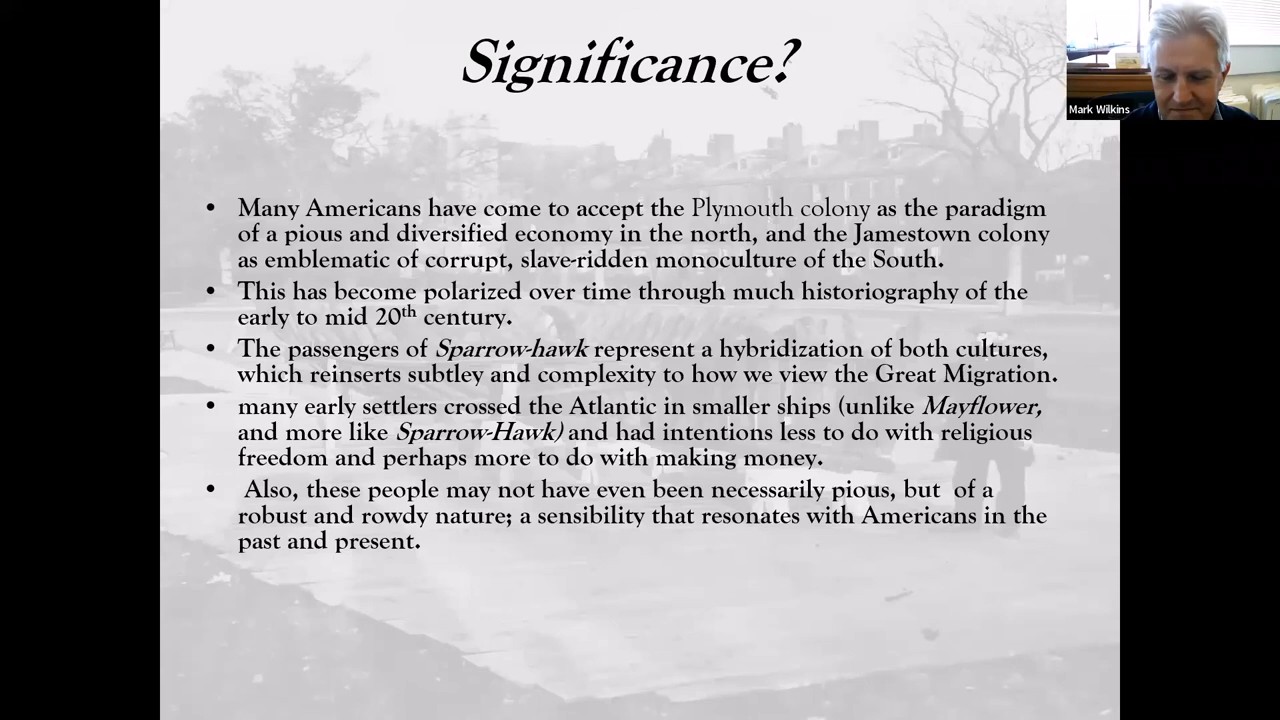 Significance?
Mark Wilkins
• Many Americans have come to accept the Plymouth colony as the paradigm
of a pious and diversified economy in the north, and the Jamestown colony
as emblematic of corrupt, slave-ridden monoculture of the South.
• This has become polarized over time through much historiography of the
early to mid 20th century.
• The passengers of Sparrow-hawk represent a hybridization of both cultures,
which reinserts subtley and complexity to how we view the Great Migration.
• many early settlers crossed the Atlantic in smaller ships (unlike Mayflower,
and more like Sparrow-Hawk) and had intentions less to do with religious
freedom and perhaps more to do with making money.
• Also, these people may not have even been necessarily pious, but of a
robust and rowdy nature; a sensibility that resonates with Americans in the
past and present.